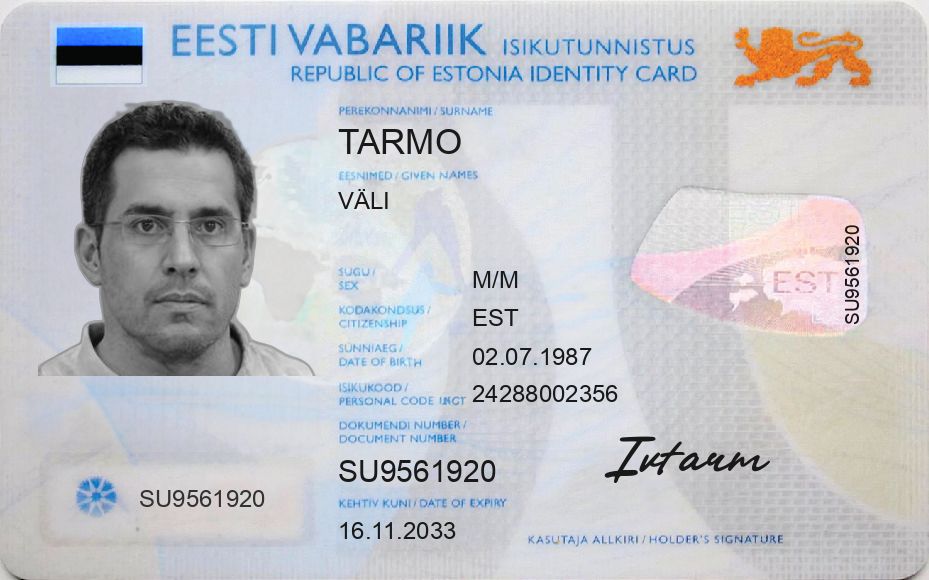 EESTI VABARIIK ISIKUTUNNISTUS
REPUBLIC OF ESTONIA IDENTITY CARD
PEREKONNANIMI / SURNAME
TARMO
EESNIMED / GIVEN NAMES
VÄLI
SUGU /
SEX
M/M
KODAKONDSUS /
CITIZENSHIP
EST
SÜNNIAEG /
DATE OF BIRTH
02.07.1987
ISIKUKOOD /
PERSONAL CODE
24288002356
DOKUMENDI NUMBER /
DOCUMENT NUMBER
SU9561920
SU9561920
KEHTIV KUNI / DATE OF EXPIRY
16.11.2033
EST
SU9561920
KASUTAJA ALLKIRI / HOLDER'S SIGNATURE